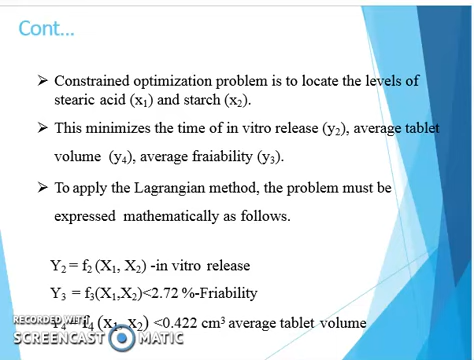 Cont...
➢ Constrained optimization problem is to locate the levels of
stearic acid (x₁) and starch (x₂).
➢ This minimizes the time of in vitro release (y₂), average tablet
volume (y₄), average fraiability (y₃).
➢ To apply the Lagrangian method, the problem must be
expressed mathematically as follows.
Y₂ = f₂ (X₁, X₂) -in vitro release
Y₃ = f₃(X₁,X₂)<2.72 %-Friability
Y₄ = f₄ (x₁, x₂) <0.422 cm³ average tablet volume
RECORDED WITH
SCREENCAST MATIC